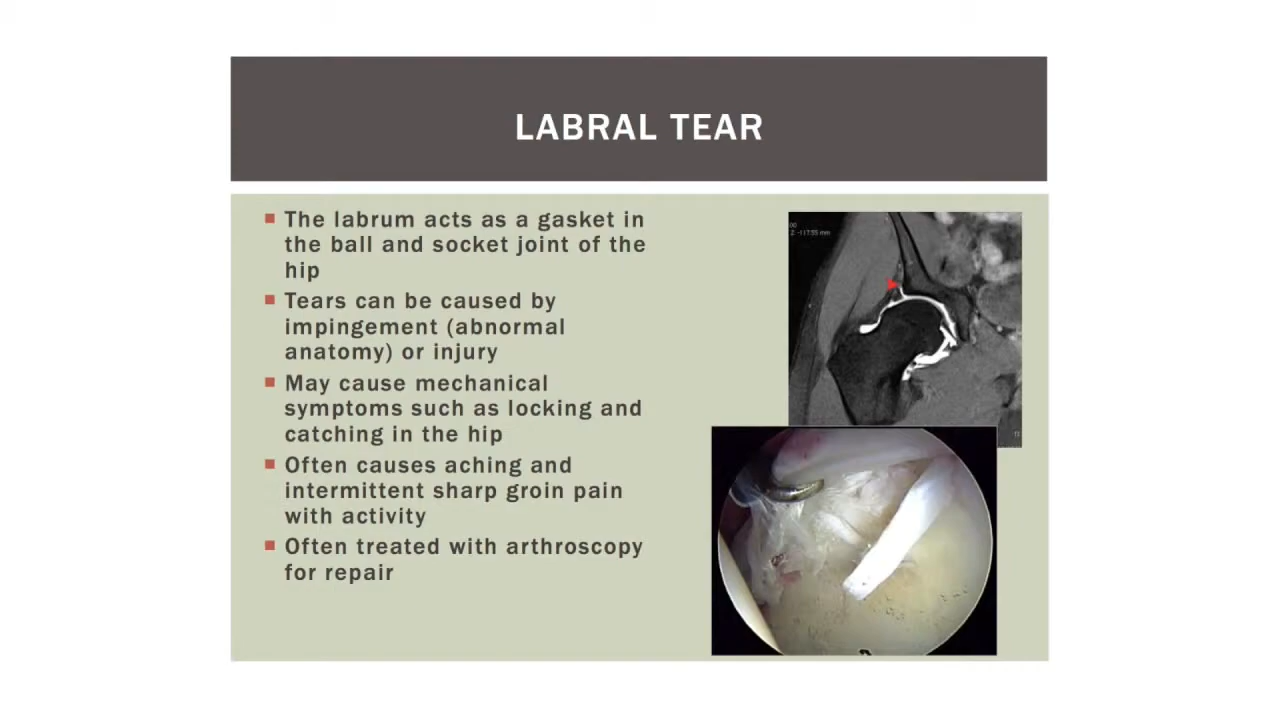 LABRAL TEAR
The labrum acts as a gasket in
the ball and socket joint of the
hip
Tears can be caused by
impingement (abnormal
anatomy) or injury
May cause mechanical
symptoms such as locking and
catching in the hip
Often causes aching and
intermittent sharp groin pain
with activity
Often treated with arthroscopy
for repair